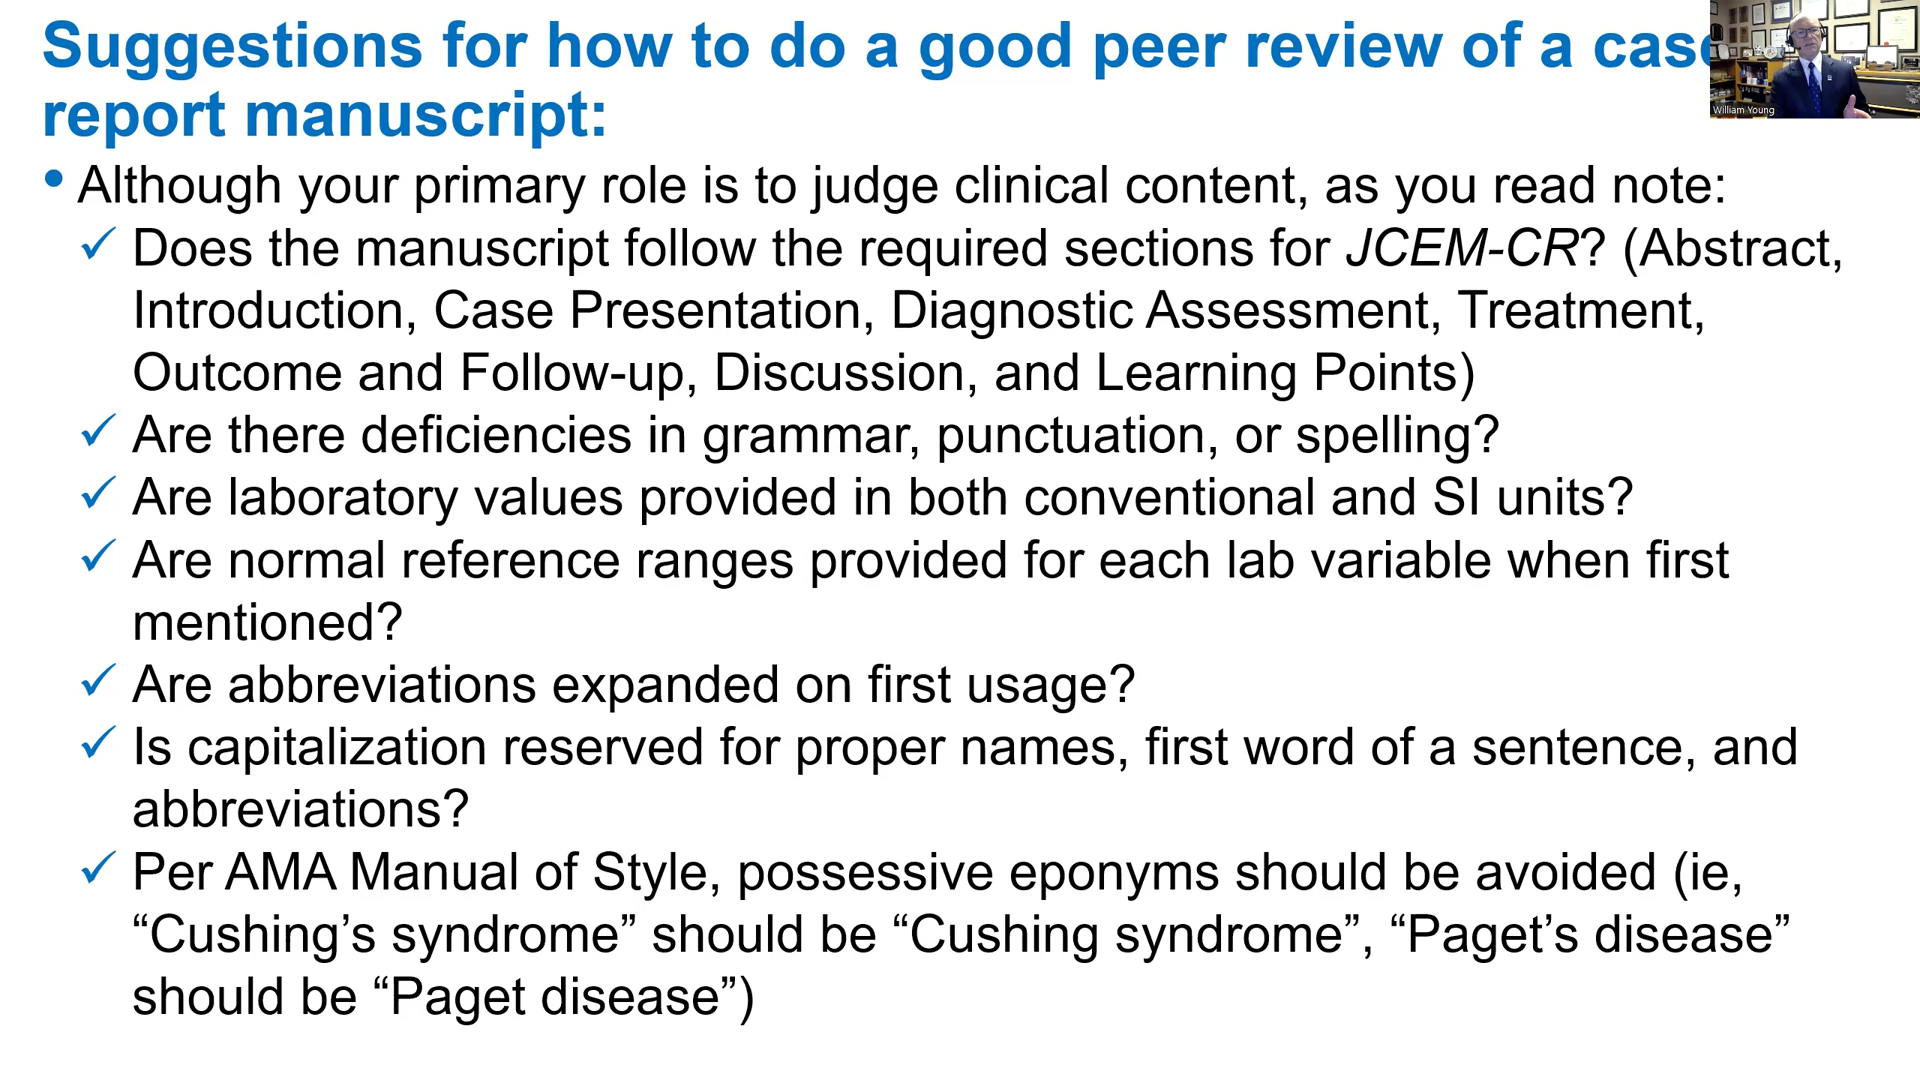 Suggestions for how to do a good peer review of a case
report manuscript:
William Young
• Although your primary role is to judge clinical content, as you read note:
✓ Does the manuscript follow the required sections for JCEM-CR? (Abstract,
Introduction, Case Presentation, Diagnostic Assessment, Treatment,
Outcome and Follow-up, Discussion, and Learning Points)
✓ Are there deficiencies in grammar, punctuation, or spelling?
✓ Are laboratory values provided in both conventional and SI units?
✓ Are normal reference ranges provided for each lab variable when first
mentioned?
✓ Are abbreviations expanded on first usage?
✓ Is capitalization reserved for proper names, first word of a sentence, and
abbreviations?
✓ Per AMA Manual of Style, possessive eponyms should be avoided (ie,
“Cushing’s syndrome” should be “Cushing syndrome”, “Paget’s disease”
should be “Paget disease”)